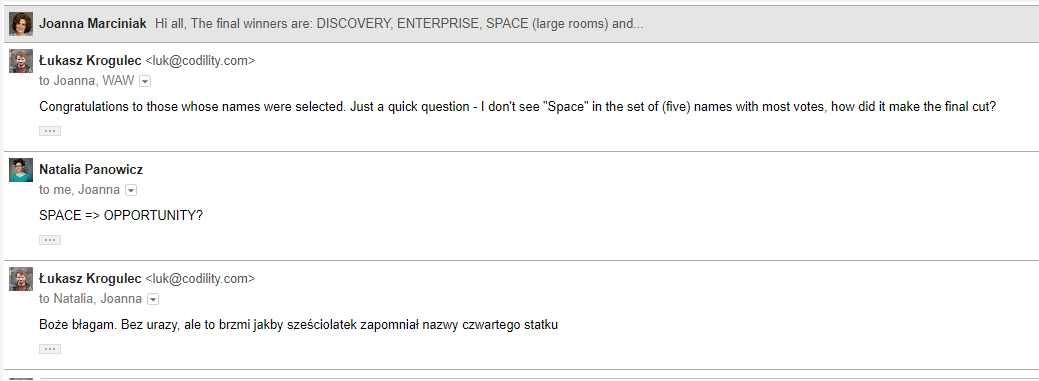 Joanna Marciniak Hi all, The final winners are: DISCOVERY, ENTERPRISE, SPACE (large rooms) and...
Łukasz Krogulec <luk@codility.com>
to Joanna, WAW
Congratulations to those whose names were selected. Just a quick question - I don't see "Space" in the set of (five) names with most votes, how did it make the final cut?
Natalia Panowicz
to me, Joanna
SPACE => OPPORTUNITY?
Łukasz Krogulec <luk@codility.com>
to Natalia, Joanna
Boże błagam. Bez urazy, ale to brzmi jakby sześciolatek zapomniał nazwy czwartego statku